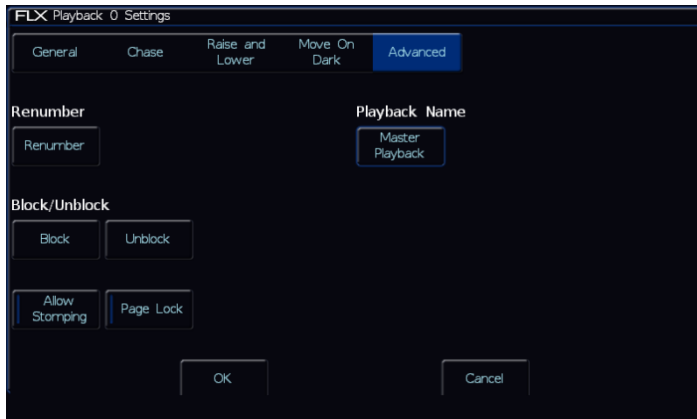 FLX Playback 0 Settings
General
Chase
Raise and
Lower
Move On
Dark
Advanced
Renumber
Playback Name
Renumber
Master
Playback
Block/Unblock
Block
Unblock
Allow
Stomping
Page Lock
OK
Cancel